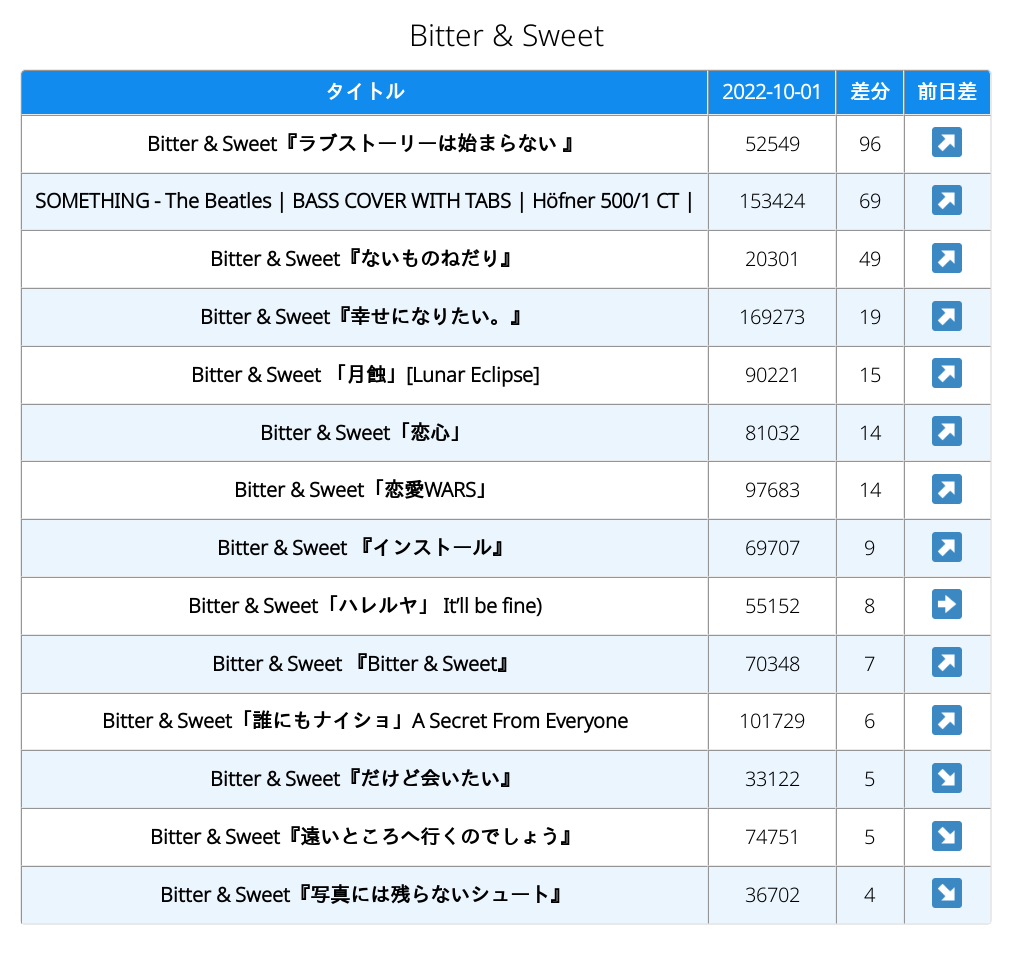 Bitter & Sweet
タイトル 2022-10-01 差分 前日差
Bitter & Sweet『ラブストーリーは始まらない 』 52549 96 ↗
SOMETHING - The Beatles | BASS COVER WITH TABS | Höfner 500/1 CT | 153424 69 ↗
Bitter & Sweet『ないものねだり』 20301 49 ↗
Bitter & Sweet『幸せになりたい。』 169273 19 ↗
Bitter & Sweet 「月蝕」[Lunar Eclipse] 90221 15 ↗
Bitter & Sweet「恋心」 81032 14 ↗
Bitter & Sweet「恋愛WARS」 97683 14 ↗
Bitter & Sweet 『インストール』 69707 9 ↗
Bitter & Sweet「ハレルヤ」 It’ll be fine) 55152 8 ➡
Bitter & Sweet 『Bitter & Sweet』 70348 7 ↗
Bitter & Sweet「誰にもナイショ」A Secret From Everyone 101729 6 ↗
Bitter & Sweet『だけど会いたい』 33122 5 ↘
Bitter & Sweet『遠いところへ行くのでしょう』 74751 5 ↘
Bitter & Sweet『写真には残らないシュート』 36702 4 ↘